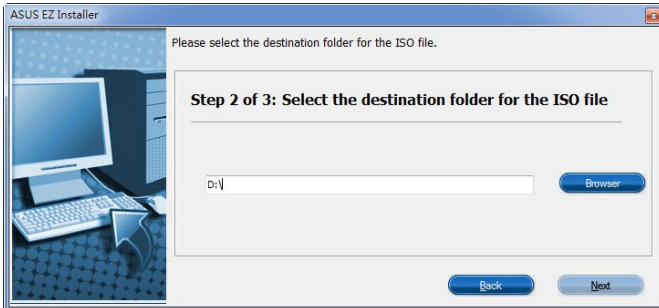 ASUS EZ Installer
Please select the destination folder for the ISO file.
Step 2 of 3: Select the destination folder for the ISO file
D:\
Browser
Back
Next